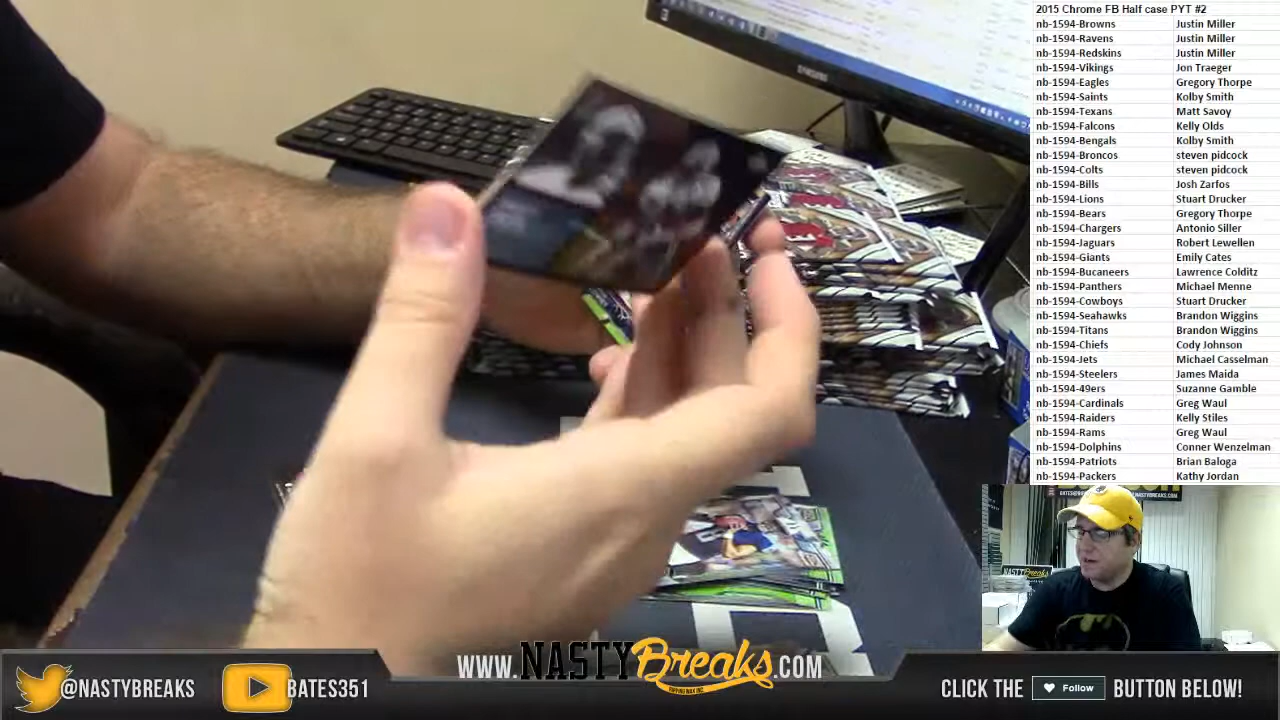 2015 Chrome FB Half case PYT #2
nb-1594-Browns Justin Miller
nb-1594-Ravens Justin Miller
nb-1594-Redskins Justin Miller
nb-1594-Vikings Jon Traeger
nb-1594-Eagles Gregory Thorpe
nb-1594-Saints Kolby Smith
nb-1594-Texans Matt Savoy
nb-1594-Falcons Kelly Olds
nb-1594-Bengals Kolby Smith
nb-1594-Broncos steven pidcock
nb-1594-Colts steven pidcock
nb-1594-Bills Josh Zarfos
nb-1594-Lions Stuart Drucker
nb-1594-Bears Gregory Thorpe
nb-1594-Chargers Antonio Siller
nb-1594-Jaguars Robert Lewellen
nb-1594-Giants Emily Cates
nb-1594-Bucaneers Lawrence Colditz
nb-1594-Panthers Michael Menne
nb-1594-Cowboys Stuart Drucker
nb-1594-Seahawks Brandon Wiggins
nb-1594-Titans Brandon Wiggins
nb-1594-Chiefs Cody Johnson
nb-1594-Jets Michael Casselman
nb-1594-Steelers James Maida
nb-1594-49ers Suzanne Gamble
nb-1594-Cardinals Greg Waul
nb-1594-Raiders Kelly Stiles
nb-1594-Rams Greg Waul
nb-1594-Dolphins Conner Wenzelman
nb-1594-Patriots Brian Baloga
nb-1594-Packers Kathy Jordan
SAMSUNG
NASTYBreaks
@NASTYBREAKS
BATES351
WWW.NASTYBreaks.COM
CLICK THE Follow BUTTON BELOW!